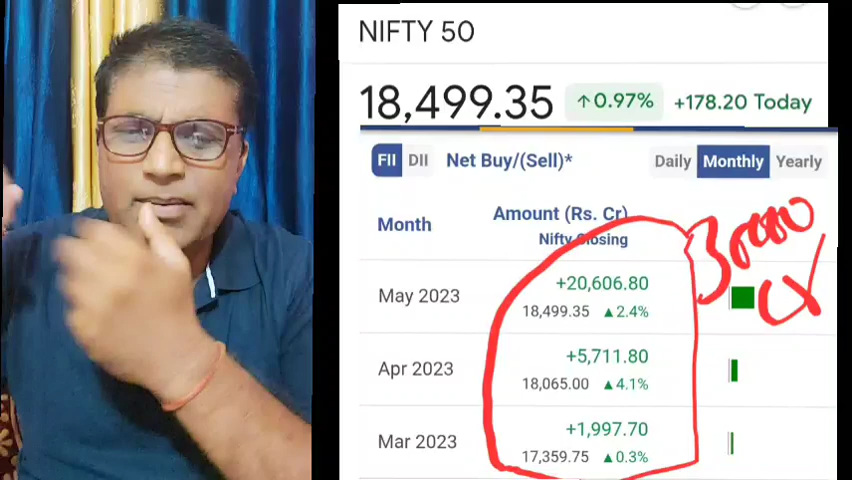 NIFTY 50
18,499.35 ↑0.97% +178.20 Today
FII DII Net Buy/(Sell)* Daily Monthly Yearly
Month Amount (Rs. Cr)
Nifty Closing
30000
Cr
May 2023 +20,606.80
18,499.35 ▲2.4%
Apr 2023 +5,711.80
18,065.00 ▲4.1%
Mar 2023 +1,997.70
17,359.75 ▲0.3%